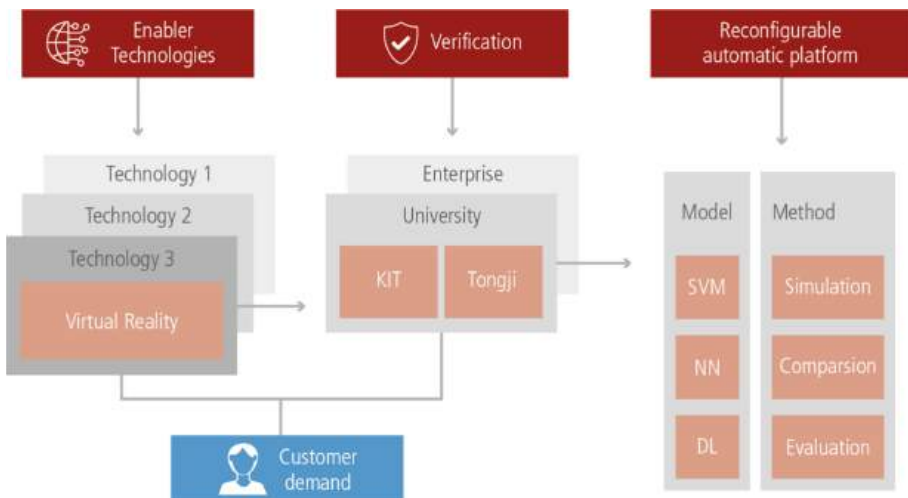 Enabler
Technologies
Verification
Reconfigurable
automatic platform
Technology 1
Technology 2
Technology 3
Virtual Reality
Enterprise
University
KIT
Tongji
Model
Method
SVM
Simulation
NN
Comparsion
DL
Evaluation
Customer
demand